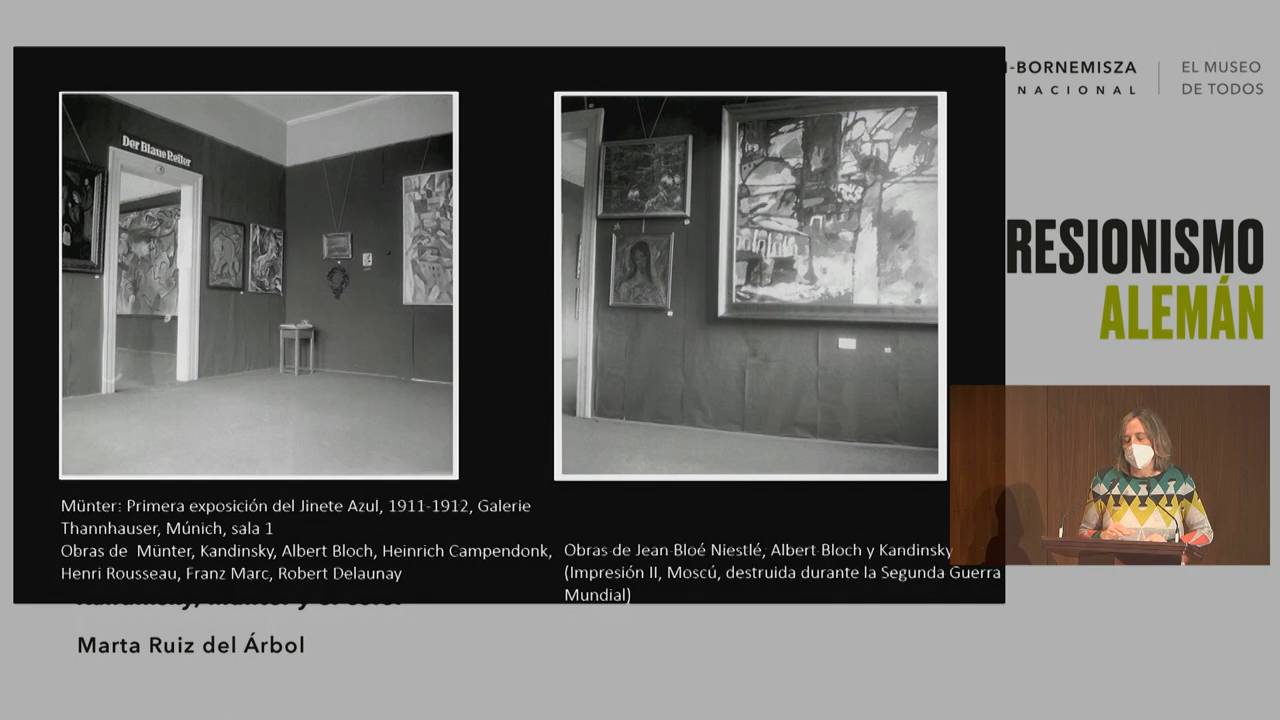 -BORNEMISZA
NACIONAL
EL MUSEO
DE TODOS
Der Blaue Reiter
RESIONISMO
ALEMÁN
Münter: Primera exposición del Jinete Azul, 1911-1912, Galerie
Thannhauser, Múnich, sala 1
Obras de Münter, Kandinsky, Albert Bloch, Heinrich Campendonk,
Henri Rousseau, Franz Marc, Robert Delaunay
Obras de Jean Bloé Niestlé, Albert Bloch y Kandinsky
(Impresión II, Moscú, destruida durante la Segunda Guerra
Mundial)
Marta Ruiz del Árbol